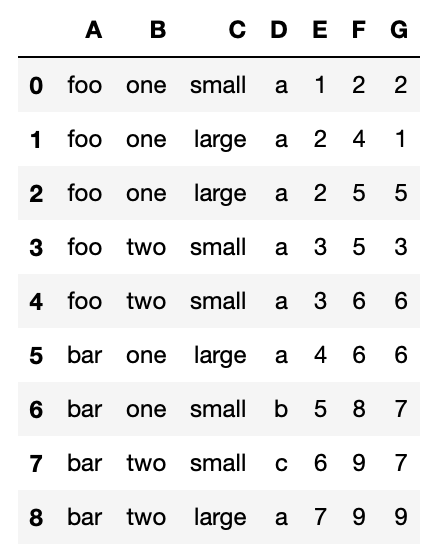 A B C D E F G
0 foo one small a 1 2 2
1 foo one large a 2 4 1
2 foo one large a 2 5 5
3 foo two small a 3 5 3
4 foo two small a 3 6 6
5 bar one large a 4 6 6
6 bar one small b 5 8 7
7 bar two small c 6 9 7
8 bar two large a 7 9 9